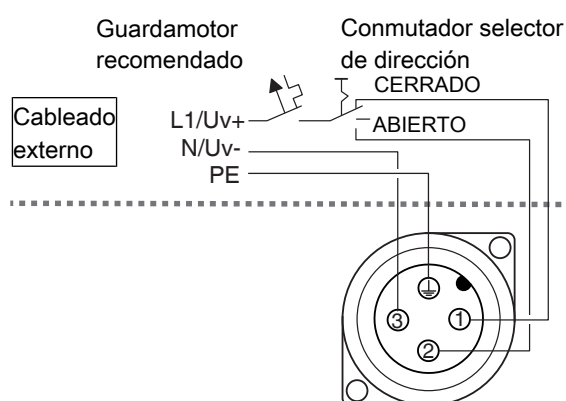 Guardamotor
recomendado
Conmutador selector
de dirección
CERRADO
Cableado
externo
L1/Uv+
ABIERTO
N/Uv-
PE
3
1
2